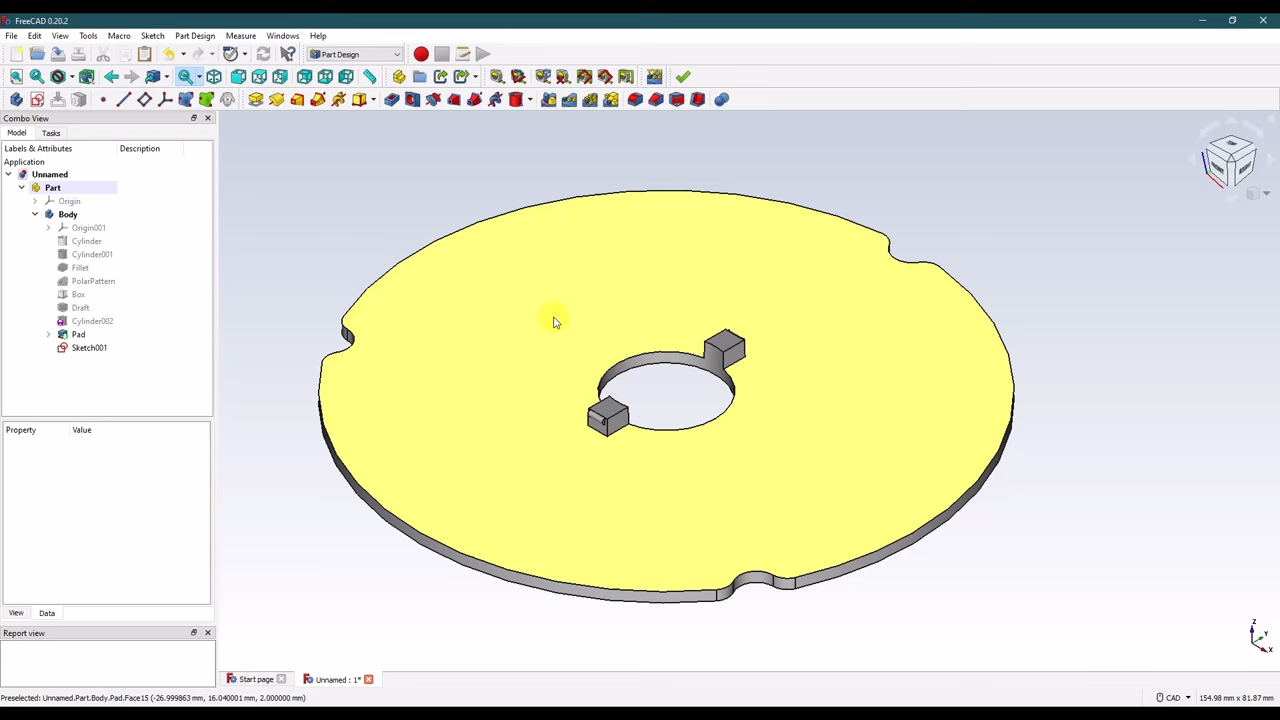 FreeCAD 0.20.2
File Edit View Tools Macro Sketch Part Design Measure Windows Help
Part Design
Combo View
Model Tasks
Labels & Attributes Description
Application
Unnamed
Part
Origin
Body
Origin001
Cylinder
Cylinder001
Fillet
PolarPattern
Box
Draft
Cylinder002
Pad
Sketch001
Property Value
View Data
Report view
Start page Unnamed : 1*
Z
Y
X
Preselected: Unnamed.Part.Body.Pad.Face15 (-26.999863 mm, 16.040001 mm, 2.000000 mm) CAD 154.98 mm x 81.87 mm